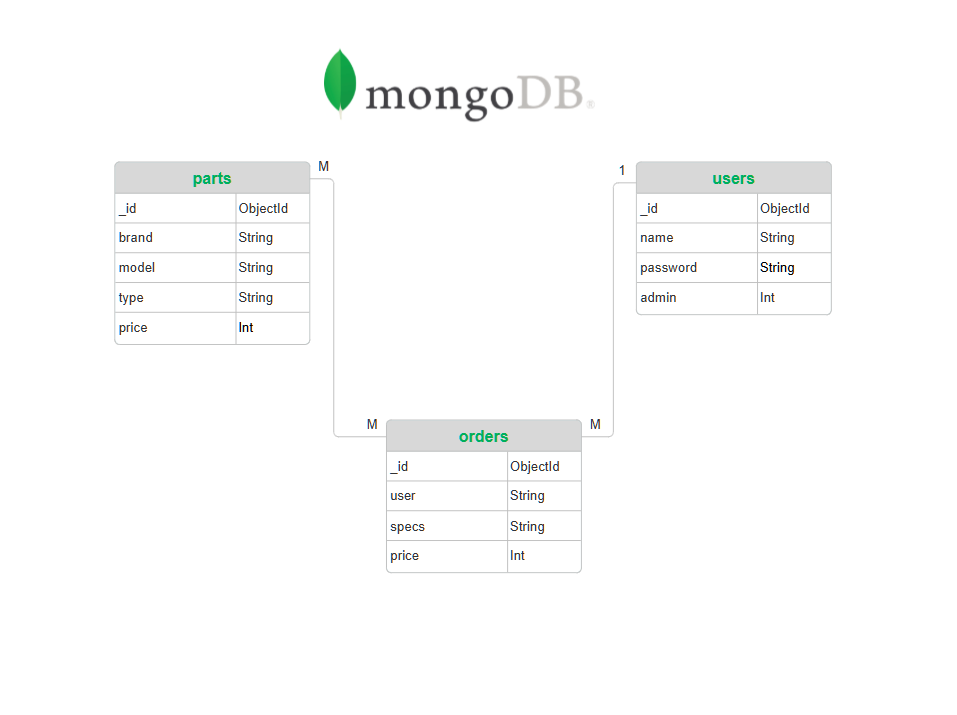 mongoDB®
M
1
parts
_id ObjectId
brand String
model String
type String
price Int
users
_id ObjectId
name String
password String
admin Int
M
M
orders
_id ObjectId
user String
specs String
price Int